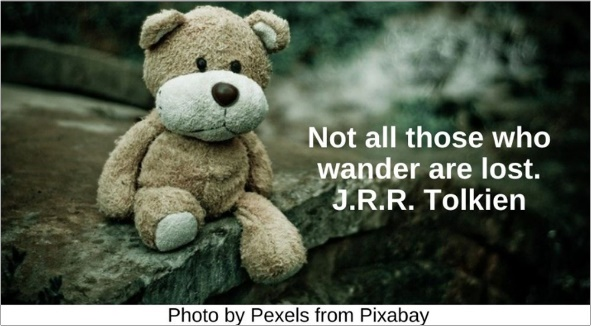 Not all those who
wander are lost.
J.R.R. Tolkien
Photo by Pexels from Pixabay